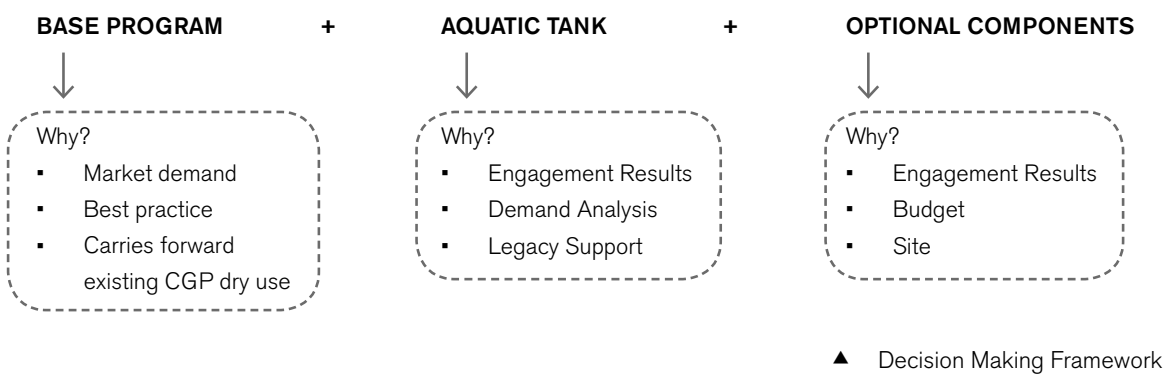 BASE PROGRAM + AQUATIC TANK + OPTIONAL COMPONENTS
Why?
▪ Market demand
▪ Best practice
▪ Carries forward
existing CGP dry use
Why?
▪ Engagement Results
▪ Demand Analysis
▪ Legacy Support
Why?
▪ Engagement Results
▪ Budget
▪ Site
▲ Decision Making Framework